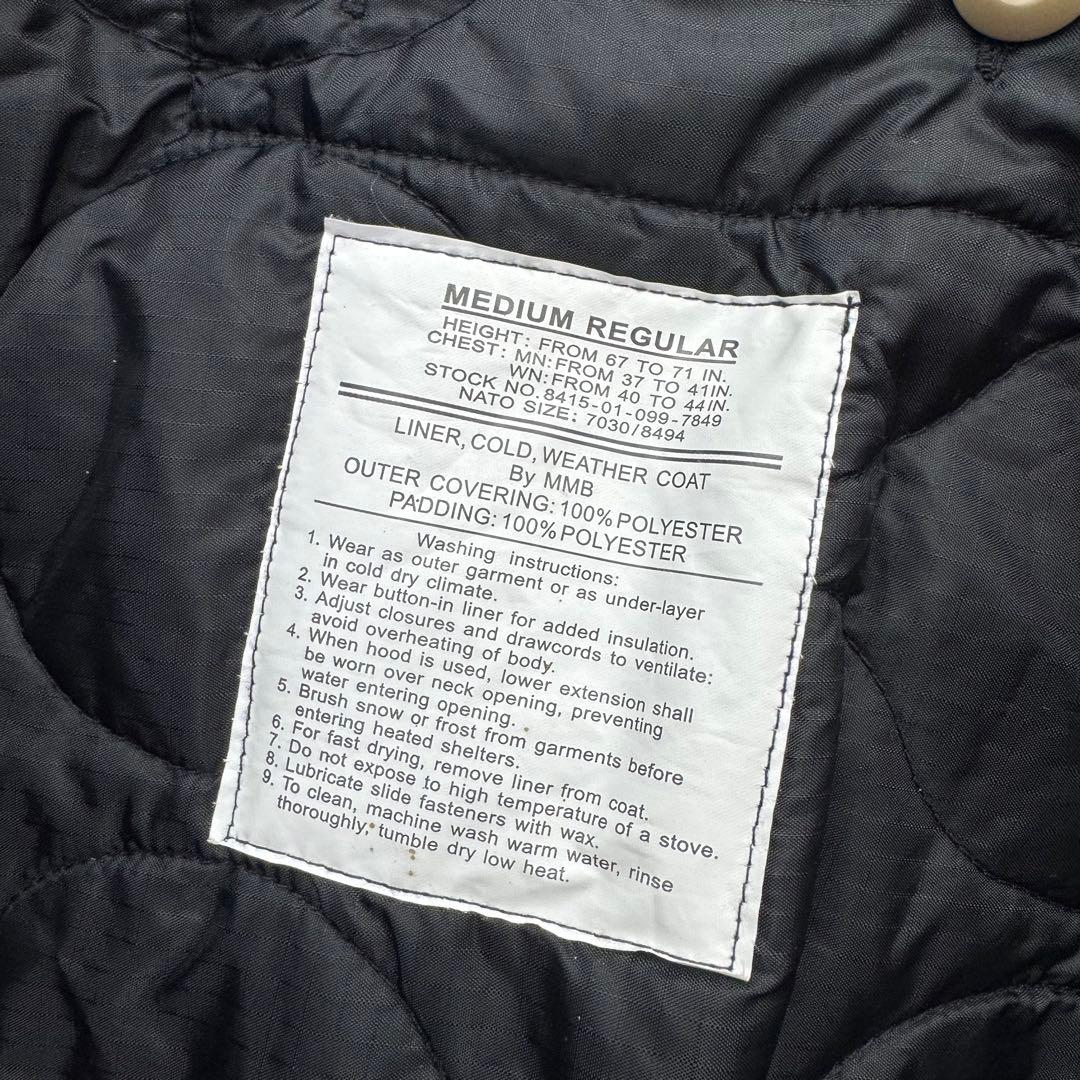 MEDIUM REGULAR
HEIGHT: FROM 67 TO 71 IN.
CHEST: MN: FROM 37 TO 41IN.
WN: FROM 40 TO 44IN.
STOCK NO. 8415-01-099-7849
NATO SIZE: 7030/8494
LINER, COLD, WEATHER COAT
By MMB
OUTER COVERING: 100% POLYESTER
PADDING: 100% POLYESTER
Washing instructions:
1. Wear as outer garment or as under-layer
in cold dry climate.
2. Wear button-in liner for added insulation.
3. Adjust closures and drawcords to ventilate:
avoid overheating of body.
4. When hood is used, lower extension shall
be worn over neck opening, preventing
water entering opening.
5. Brush snow or frost from garments before
entering heated shelters.
6. For fast drying, remove liner from coat.
7. Do not expose to high temperature of a stove.
8. Lubricate slide fasteners with wax.
9. To clean, machine wash warm water, rinse
thoroughly, tumble dry low heat.